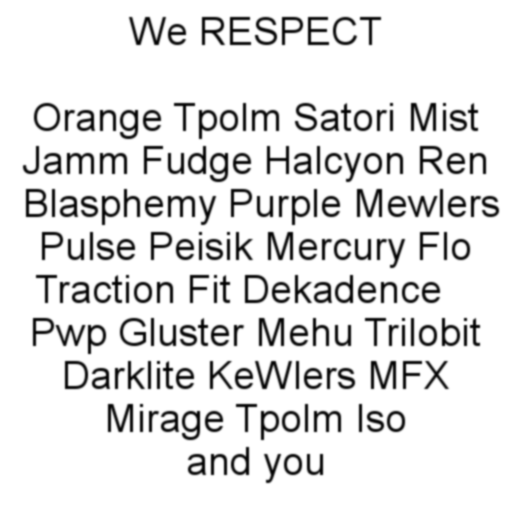 We RESPECT
Orange Tpolm Satori Mist
Jamm Fudge Halcyon Ren
Blasphemy Purple Mewlers
Pulse Peisik Mercury Flo
Traction Fit Dekadence
Pwp Gluster Mehu Trilobit
Darklite KeWlers MFX
Mirage Tpolm Iso
and you